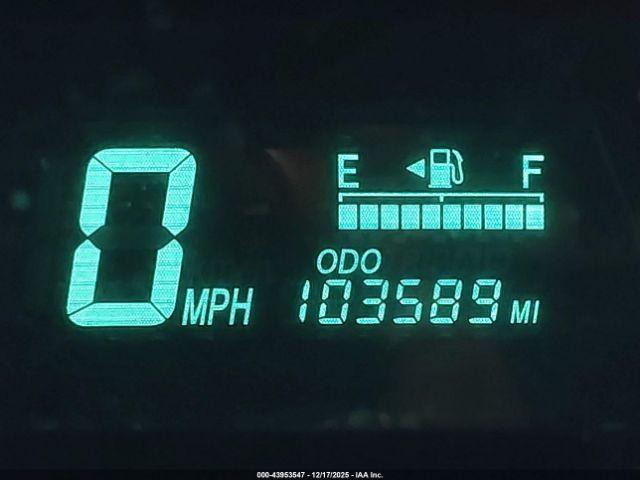 E F
0 MPH
ODO
103589 MI
000-43953547 - 12/17/2025 - IAA Inc.